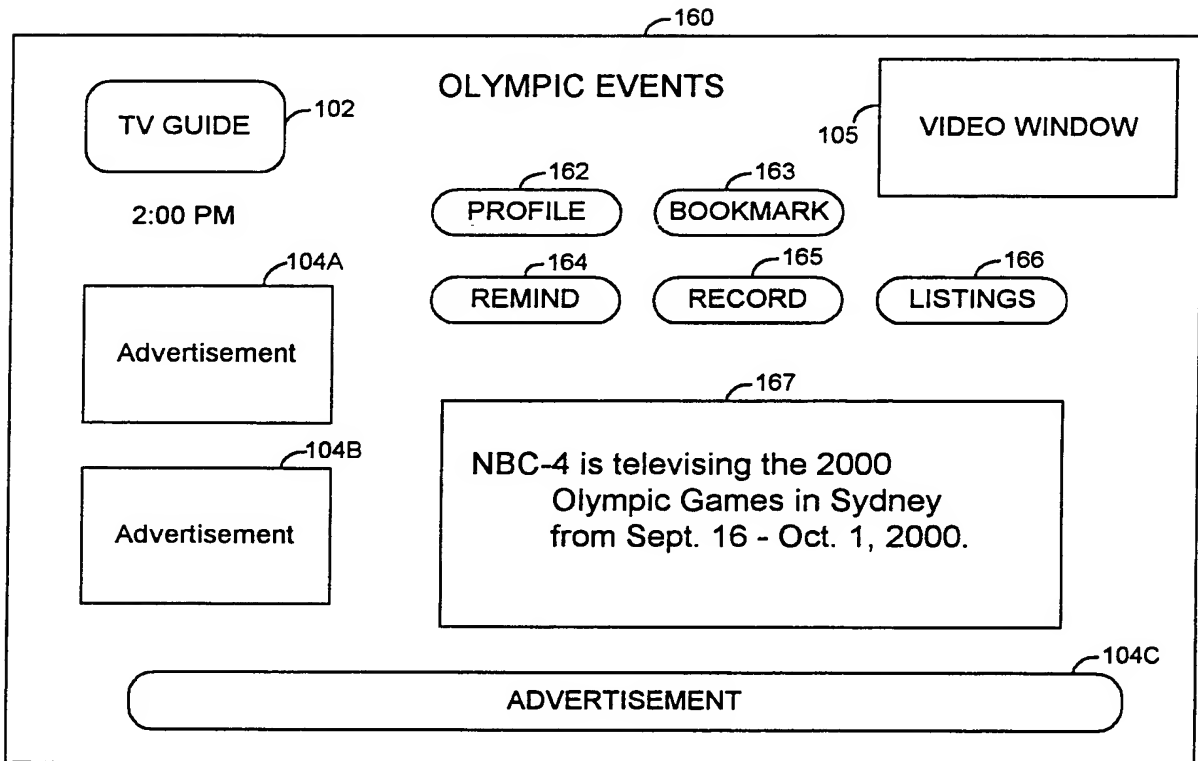 160
OLYMPIC EVENTS
TV GUIDE
102
105
VIDEO WINDOW
162
163
PROFILE
BOOKMARK
2:00 PM
164
165
166
REMIND
RECORD
LISTINGS
104A
Advertisement
167
NBC-4 is televising the 2000
Olympic Games in Sydney
from Sept. 16 - Oct. 1, 2000.
104B
Advertisement
104C
ADVERTISEMENT